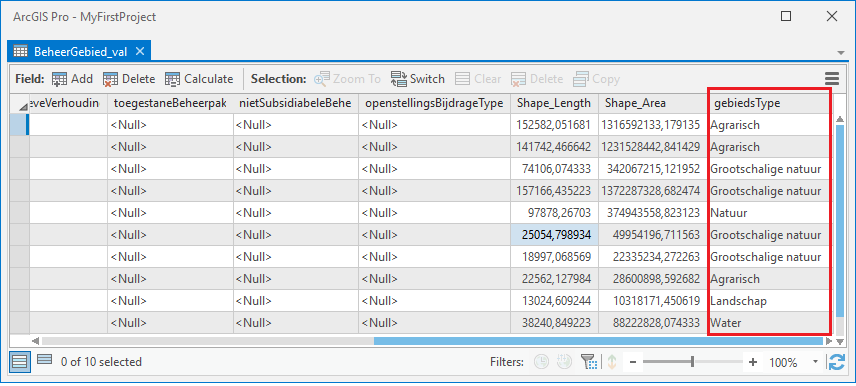 ArcGIS Pro - MyFirstProject
BeheerGebied_val
Field: Add Delete Calculate Selection: Zoom To Switch Clear Delete Copy
eveVerhoudin toegestaneBeheerpak nietSubsidiabeleBehe openstellingsBijdrageType Shape_Length Shape_Area gebiedsType
<Null> <Null> <Null> 152582,051681 1316592133,179135 Agrarisch
<Null> <Null> <Null> 141742,466642 1231528442,841429 Agrarisch
<Null> <Null> <Null> 74106,074333 342067215,121952 Grootschalige natuur
<Null> <Null> <Null> 157166,435223 1372287328,682474 Grootschalige natuur
<Null> <Null> <Null> 97878,26703 374943558,823123 Natuur
<Null> <Null> <Null> 25054,798934 49954196,711563 Grootschalige natuur
<Null> <Null> <Null> 18997,068569 22335234,272263 Grootschalige natuur
<Null> <Null> <Null> 22562,127984 28600898,592682 Agrarisch
<Null> <Null> <Null> 13024,609244 10318171,450619 Landschap
<Null> <Null> <Null> 38240,849223 88222828,074333 Water
0 of 10 selected Filters: 100%